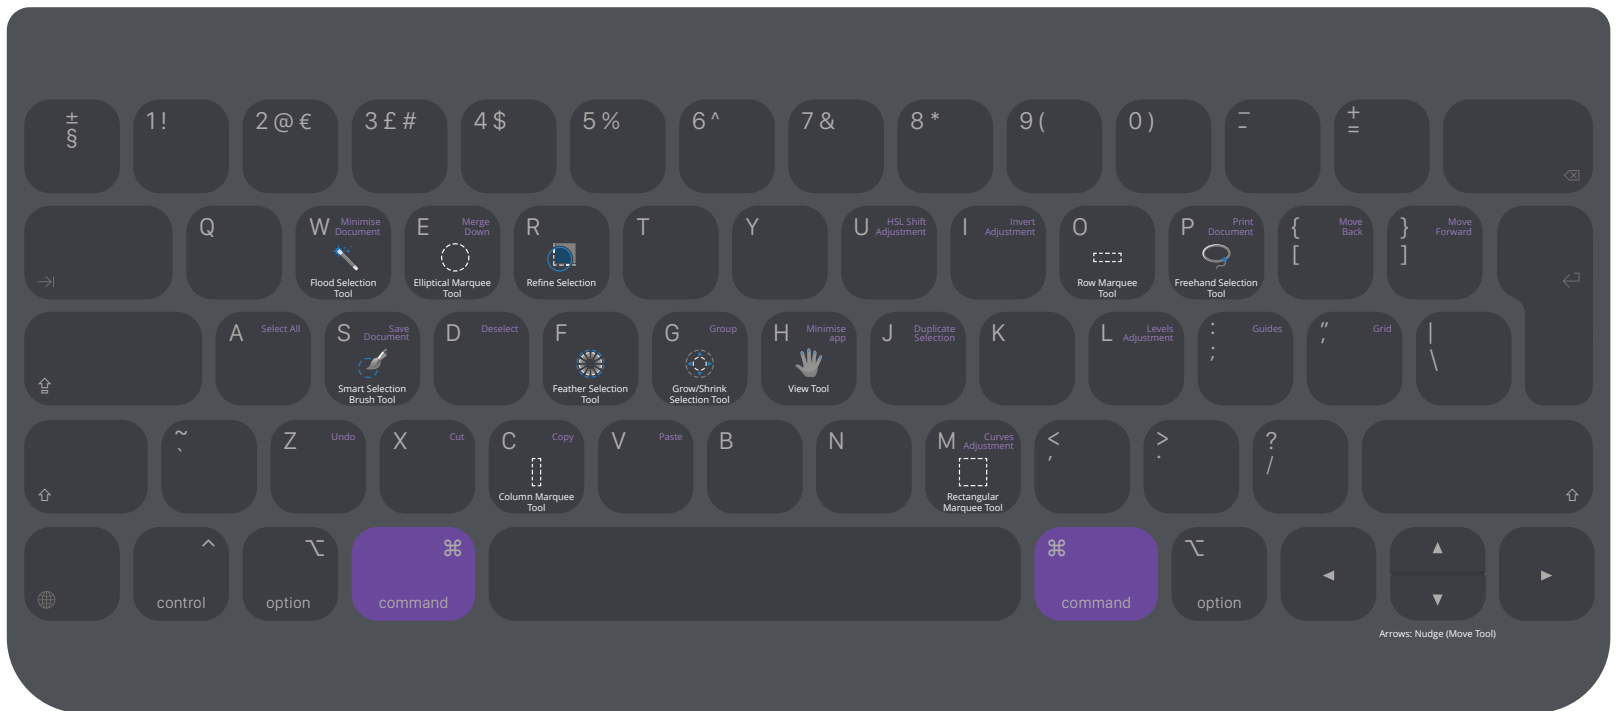 ±
§
1 !
2 @ €
3 £ #
4 $
5 %
6 ^
7 &
8 *
9 (
0 )
–
-
+
=
Q
W
Minimise
Document
Flood Selection
Tool
E
Merge
Down
Elliptical Marquee
Tool
R
Refine Selection
T
Y
U
HSL Shift
Adjustment
I
Invert
Adjustment
O
Row Marquee
Tool
P
Print
Document
Freehand Selection
Tool
{
[
Move
Back
}
]
Move
Forward
A
Select All
S
Save
Document
Smart Selection
Brush Tool
D
Deselect
F
Feather Selection
Tool
G
Group
Grow/Shrink
Selection Tool
H
Minimise
app
View Tool
J
Duplicate
Selection
K
L
Levels
Adjustment
:
;
Guides
"
'
Grid
|
\
~
`
Z
Undo
X
Cut
C
Copy
Column Marquee
Tool
V
Paste
B
N
M
Curves
Adjustment
Rectangular
Marquee Tool
<
,
>
.
?
/
^
control
⌥
option
⌘
command
⌘
command
⌥
option
◀
▲
▼
▶
Arrows: Nudge (Move Tool)